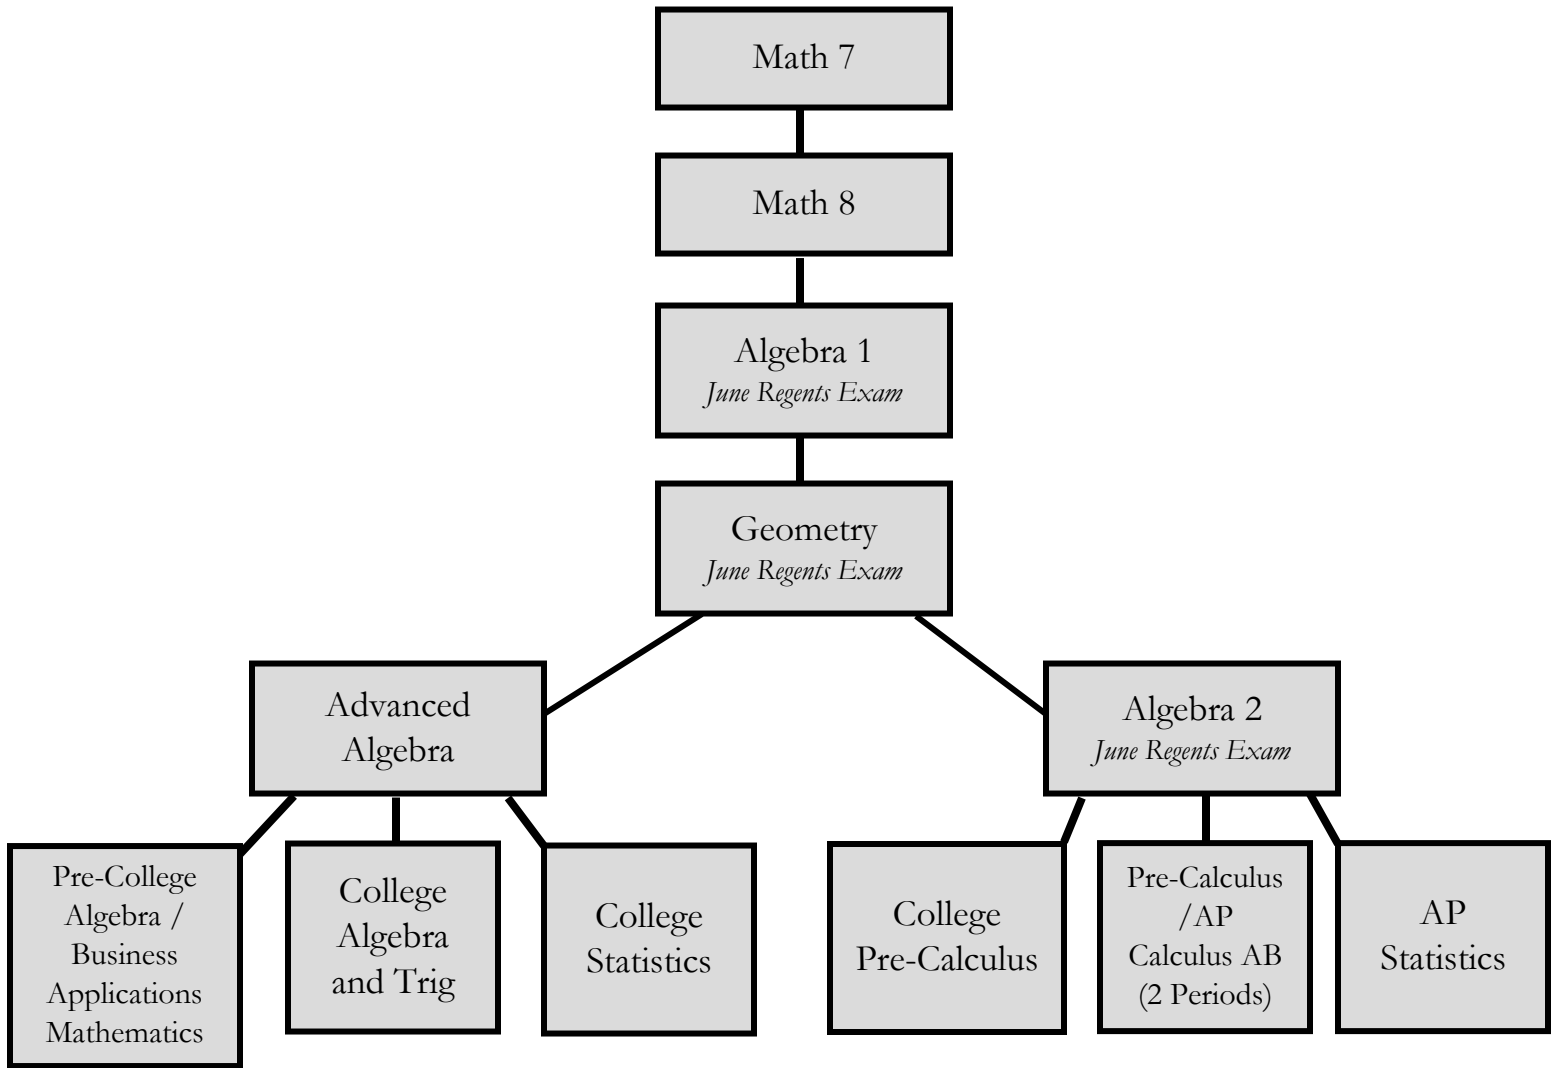 Math 7
Math 8
Algebra 1
June Regents Exam
Geometry
June Regents Exam
Advanced
Algebra
Algebra 2
June Regents Exam
Pre-College
Algebra /
Business
Applications
Mathematics
College
Algebra
and Trig
College
Statistics
College
Pre-Calculus
Pre-Calculus
/AP
Calculus AB
(2 Periods)
AP
Statistics